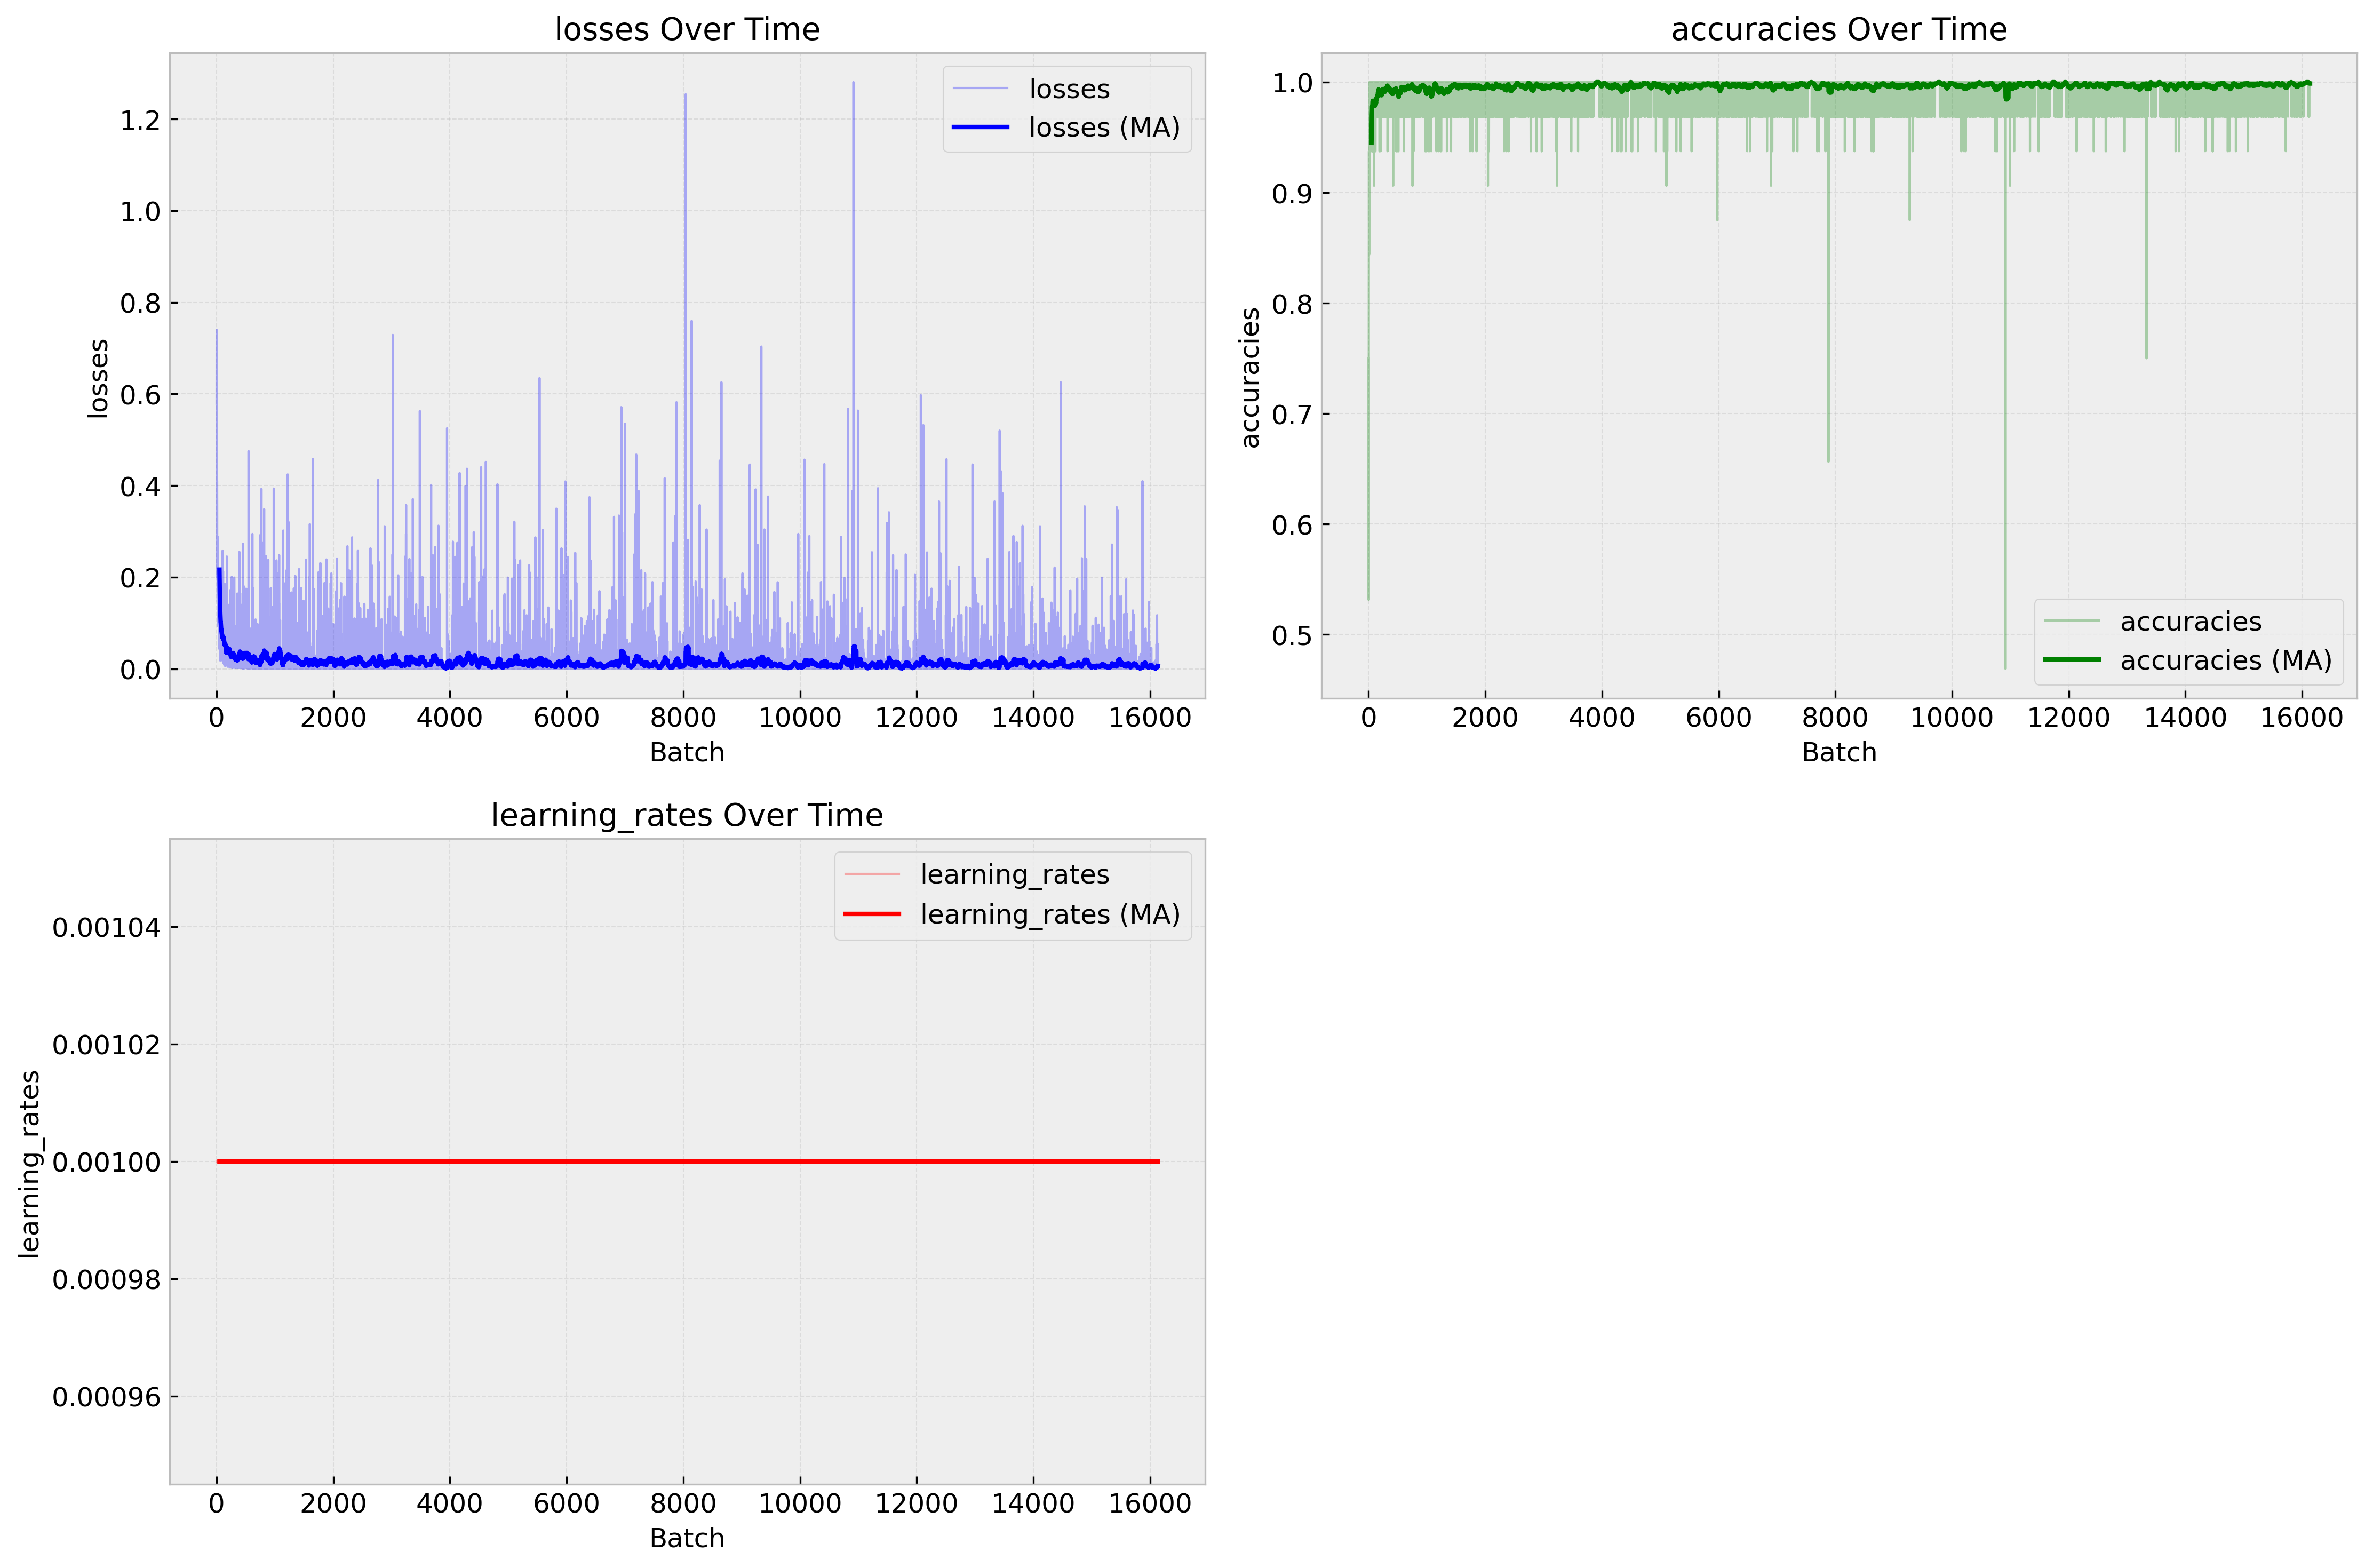 losses Over Time
losses
losses (MA)
1.2
1.0
0.8
0.6
0.4
0.2
0.0
losses
0 2000 4000 6000 8000 10000 12000 14000 16000
Batch
accuracies Over Time
1.0
0.9
0.8
0.7
0.6
0.5
accuracies
accuracies
accuracies (MA)
0 2000 4000 6000 8000 10000 12000 14000 16000
Batch
learning_rates Over Time
learning_rates
learning_rates (MA)
0.00104
0.00102
0.00100
0.00098
0.00096
learning_rates
0 2000 4000 6000 8000 10000 12000 14000 16000
Batch